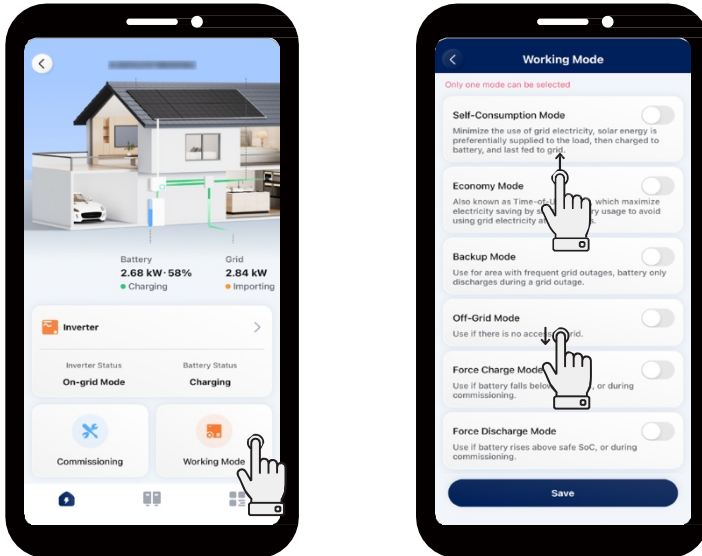 Battery
Grid
2.68 kW·58%
2.84 kW
Charging
Importing
Inverter
Inverter Status
Battery Status
On-grid Mode
Charging
Commissioning
Working Mode
Working Mode
Only one mode can be selected
Self-Consumption Mode
Minimize the use of grid electricity, solar energy is
preferentially supplied to the load, then charged to
battery, and last fed to grid.
Economy Mode
Also known as Time-of- which maximize
electricity saving by usage to avoid
using grid electricity
Backup Mode
Use for area with frequent grid outages, battery only
discharges during a grid outage.
Off-Grid Mode
Use if there is no
Force Charge Mode
Use if battery falls , or during
commissioning.
Force Discharge Mode
Use if battery rises above safe SoC, or during
commissioning.
Save